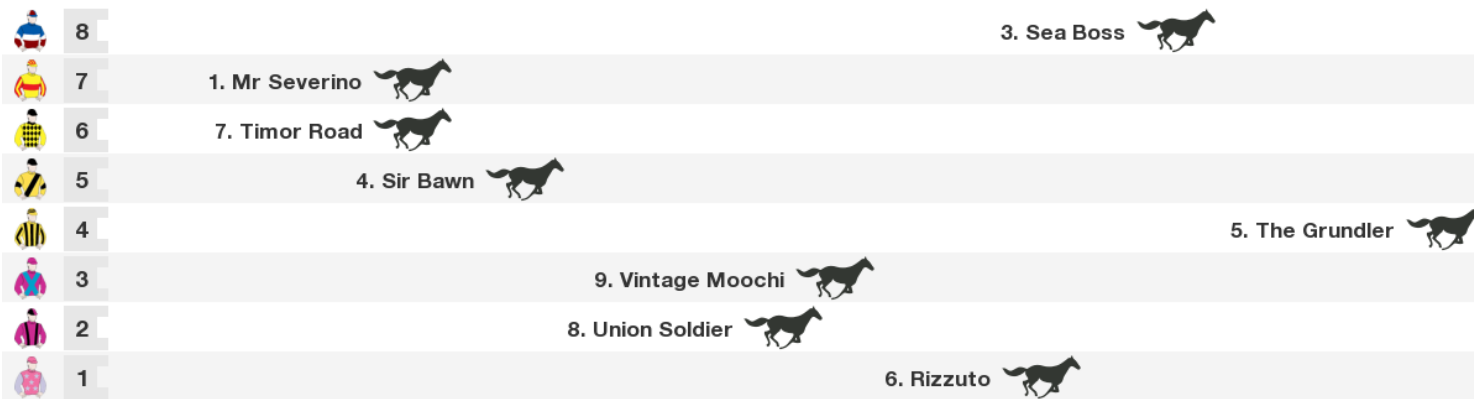 8 3. Sea Boss
7 1. Mr Severino
6 7. Timor Road
5 4. Sir Bawn
4 5. The Grundler
3 9. Vintage Moochi
2 8. Union Soldier
1 6. Rizzuto